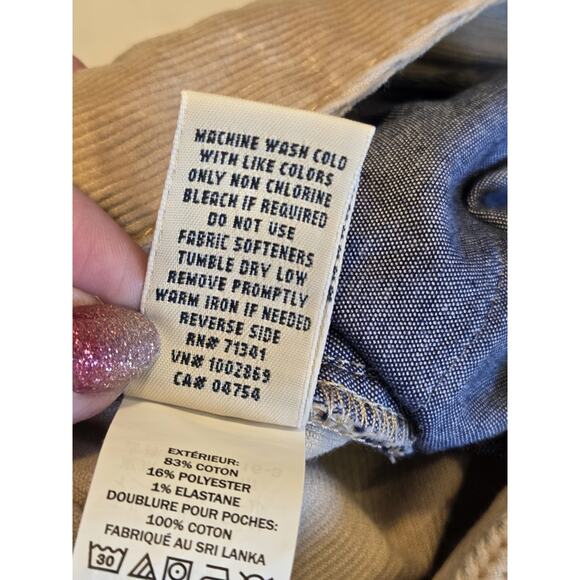 MACHINE WASH COLD
WITH LIKE COLORS
ONLY NON CHLORINE
BLEACH IF REQUIRED
DO NOT USE
FABRIC SOFTENERS
TUMBLE DRY LOW
REMOVE PROMPTLY
WARM IRON IF NEEDED
REVERSE SIDE
RN# 71341
VN# 1002869
CA# 04754
EXTÉRIEUR:
83% COTON
16% POLYESTER
1% ELASTANE
DOUBLURE POUR POCHES:
100% COTON
FABRIQUÉ AU SRI LANKA
30